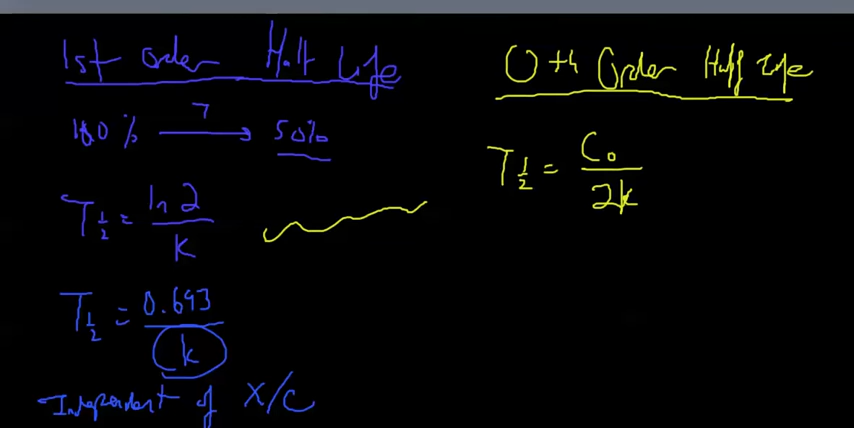 1st order Half Life
100% 7 → 50%
T½ = ln 2 / k
T½ = 0.693 / k
Independent of X/C
0th Order Half Life
T½ = C₀ / 2k